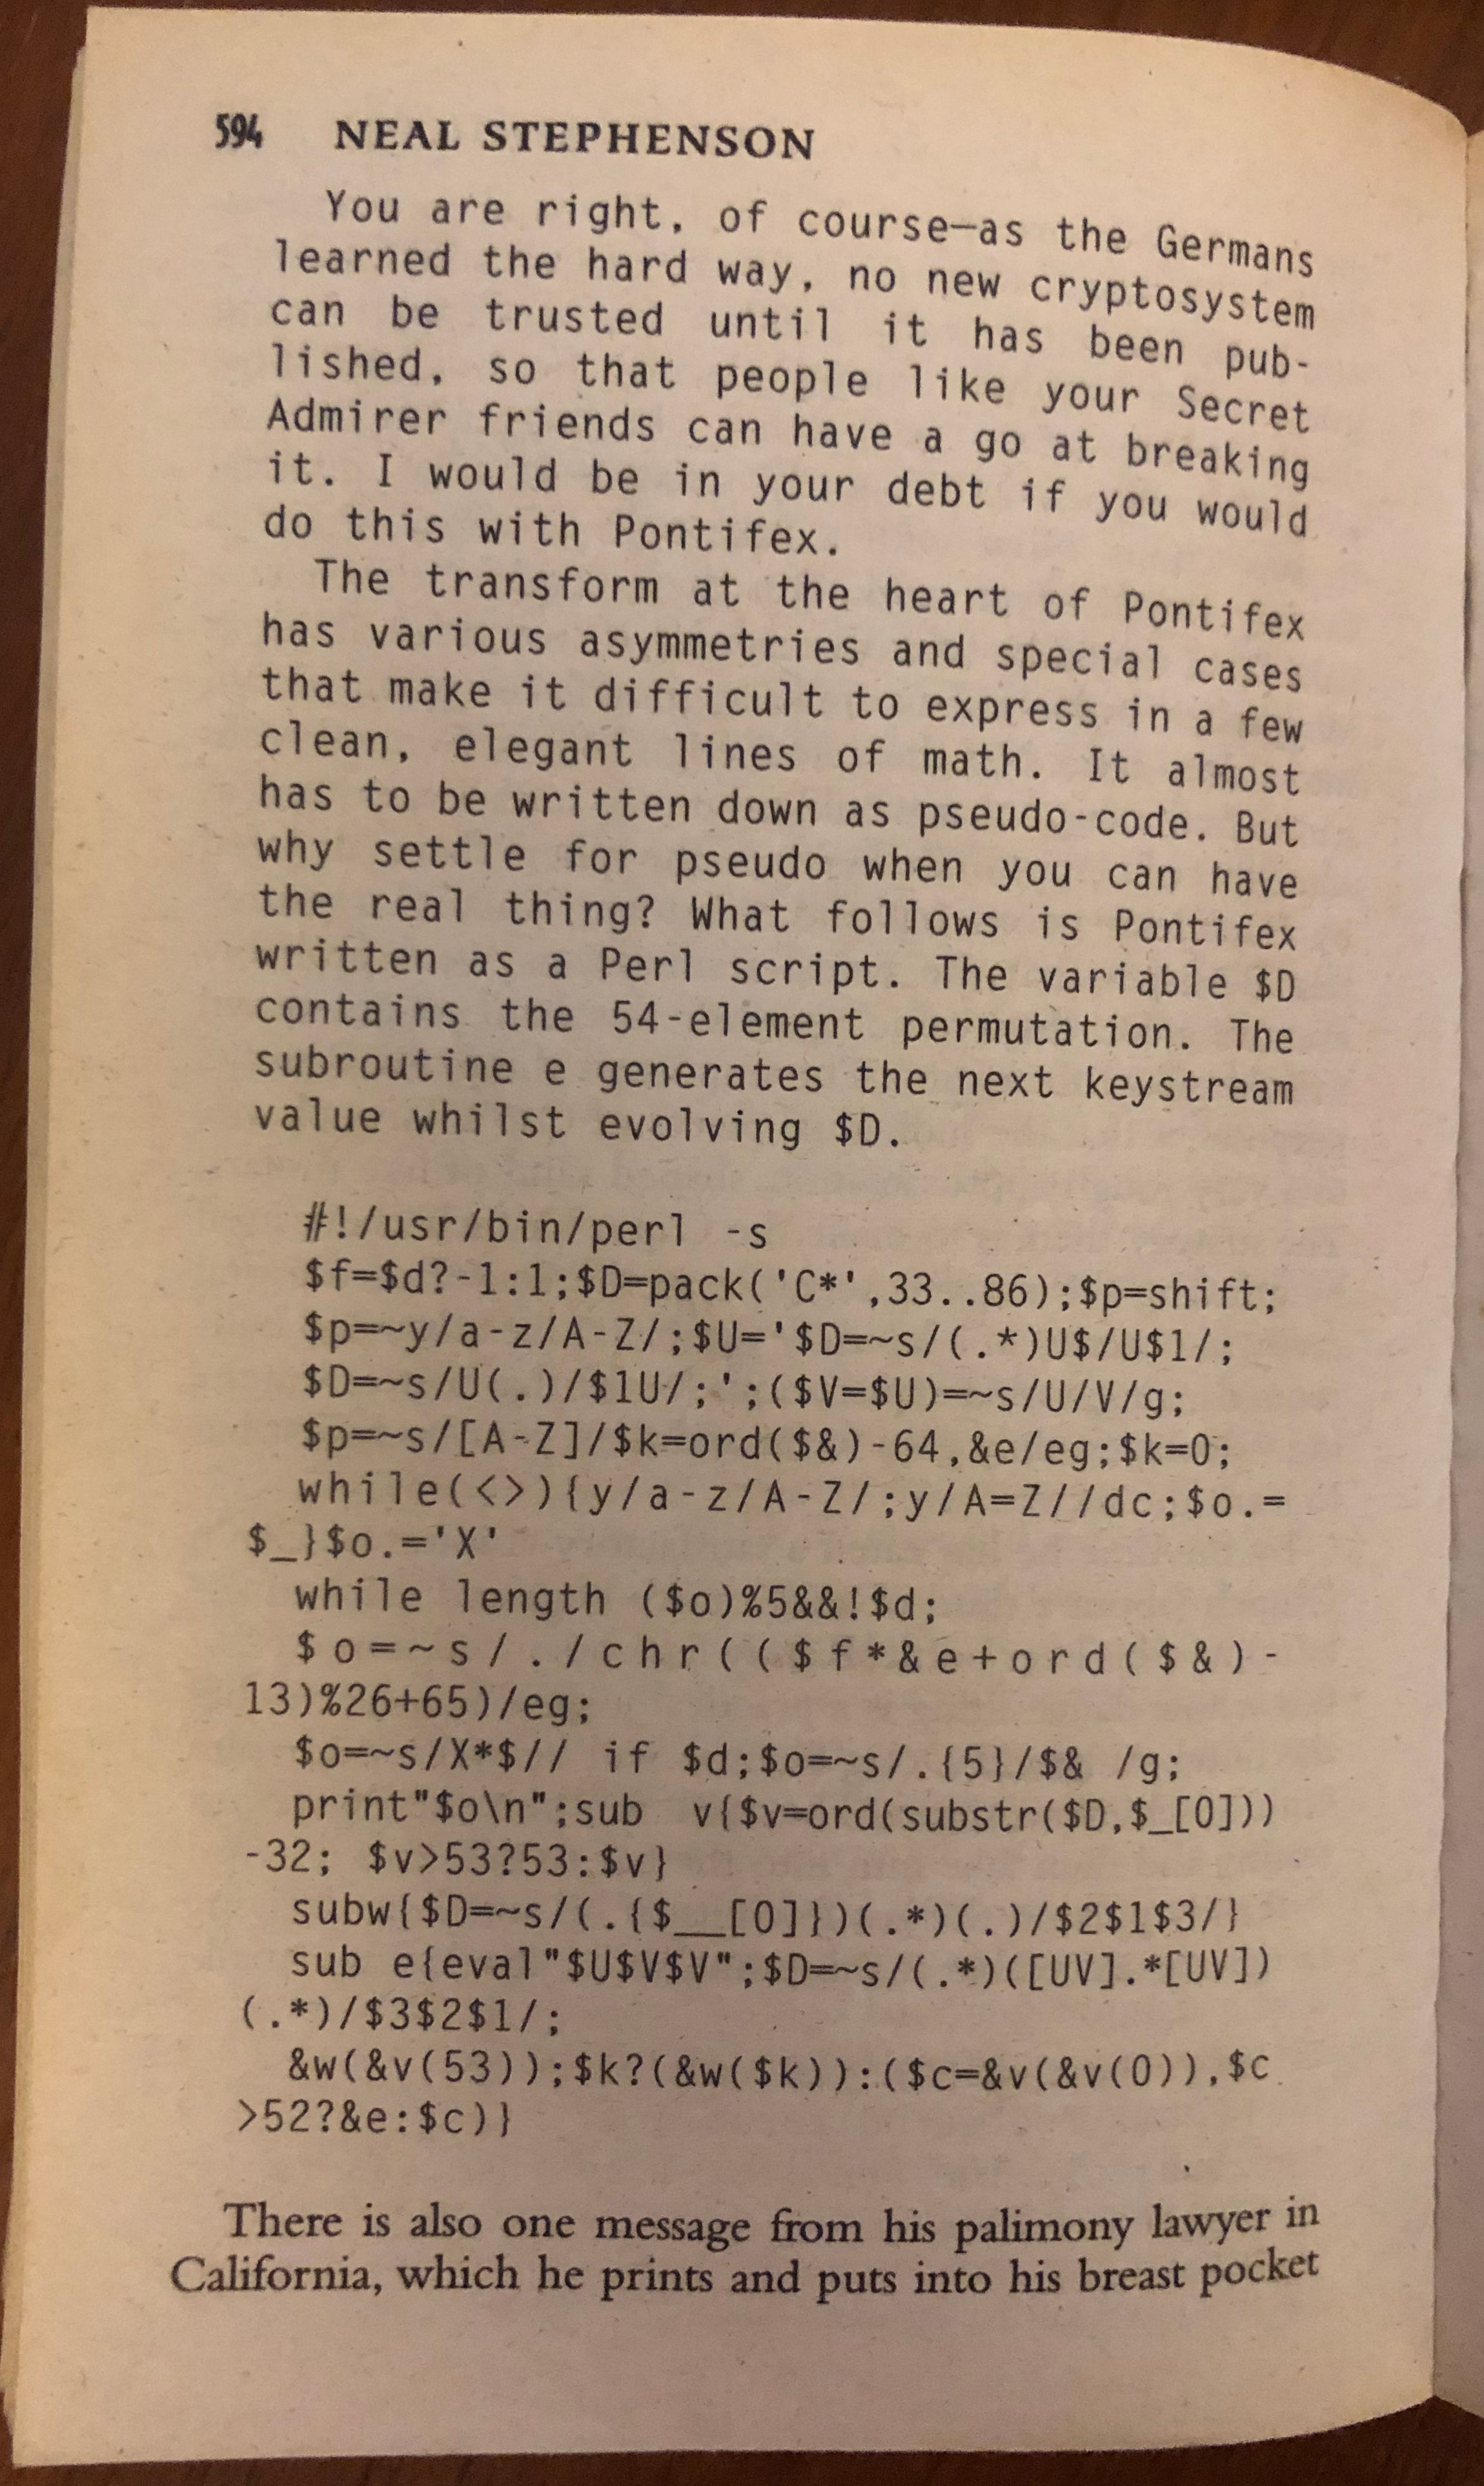 594 NEAL STEPHENSON
You are right, of course—as the Germans
learned the hard way, no new cryptosystem
can be trusted until it has been pub-
lished, so that people like your Secret
Admirer friends can have a go at breaking
it. I would be in your debt if you would
do this with Pontifex.
The transform at the heart of Pontifex
has various asymmetries and special cases
that make it difficult to express in a few
clean, elegant lines of math. It almost
has to be written down as pseudo-code. But
why settle for pseudo when you can have
the real thing? What follows is Pontifex
written as a Perl script. The variable $D
contains the 54-element permutation. The
subroutine e generates the next keystream
value whilst evolving $D.
#!/usr/bin/perl -s
$f=$d?-1:1;$D=pack('C*',33..86);$p=shift;
$p=~y/a-z/A-Z/;$U='$D=~s/(.*)U$/U$1/;
$D=~s/U(.)/$1U/;';($V=$U)=~s/U/V/g;
$p=~s/[A-Z]/$k=ord($&)-64,&e/eg;$k=0;
while(<>){y/a-z/A-Z/;y/A=Z//dc;$o.=
$_}$o.='X'
while length ($o)%5&&!$d;
$o=~s/./chr(($f*&e+ord($&)-
13)%26+65)/eg;
$o=~s/X*$// if $d;$o=~s/.{5}/$& /g;
print"$o\n";sub v{$v=ord(substr($D,$_[0]))
-32; $v>53?53:$v}
subw{$D=~s/(.{$__[0]})(.*)(.)/$2$1$3/}
sub e{eval"$U$V$V";$D=~s/(.*)([UV].*[UV])
(.*)/$3$2$1/;
&w(&v(53));$k?(&w($k)):($c=&v(&v(0)),$c
>52?&e:$c)}
There is also one message from his palimony lawyer in
California, which he prints and puts into his breast pocket